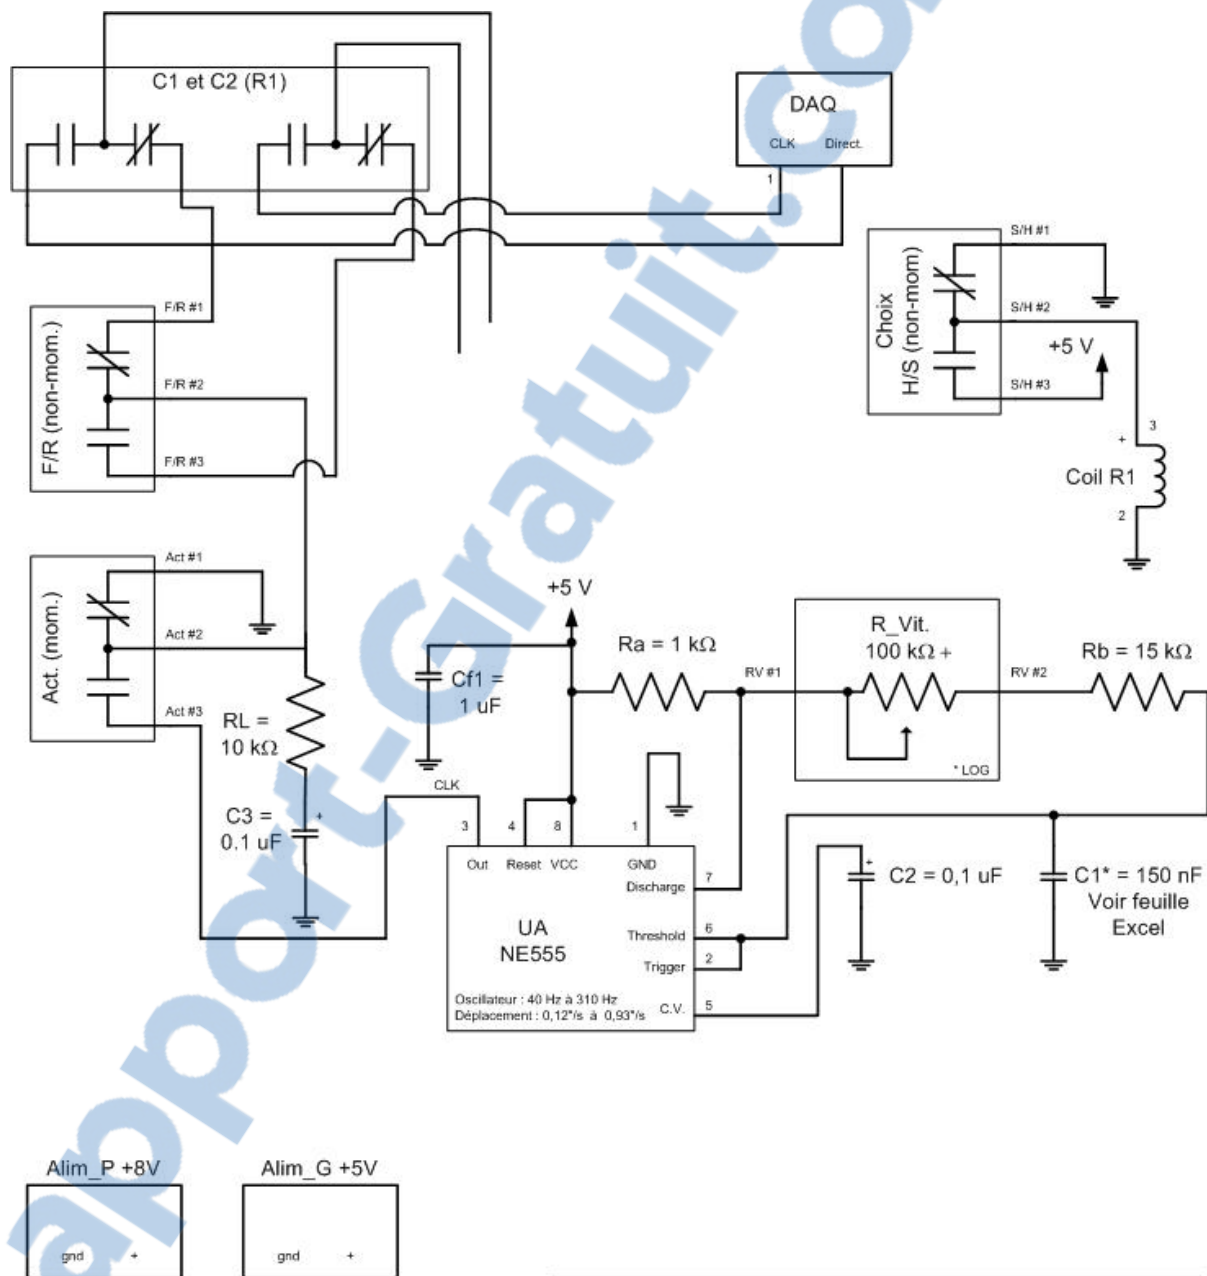 C1 et C2 (R1)
DAQ
CLK Direct.
1
S/H #1
Choix
H/S (non-mom)
S/H #2
+5 V
S/H #3
3
+
Coil R1
2
F/R (non-mom.)
F/R #1
F/R #2
F/R #3
Act. (mom.)
Act #1
Act #2
Act #3
RL =
10 kΩ
C3 =
0.1 uF
+
+5 V
Cf1 =
1 uF
Ra = 1 kΩ
RV #1
R_Vit.
100 kΩ +
* LOG
RV #2
Rb = 15 kΩ
CLK
3 4 8 1
Out Reset VCC GND
Discharge 7
UA
NE555
Threshold 6
Trigger 2
Oscillateur : 40 Hz à 310 Hz
Déplacement : 0,12"/s à 0,93"/s
C.V. 5
+
C2 = 0,1 uF
C1* = 150 nF
Voir feuille
Excel
Alim_P +8V
gnd +
Alim_G +5V
gnd +
apport-Gratuit.co